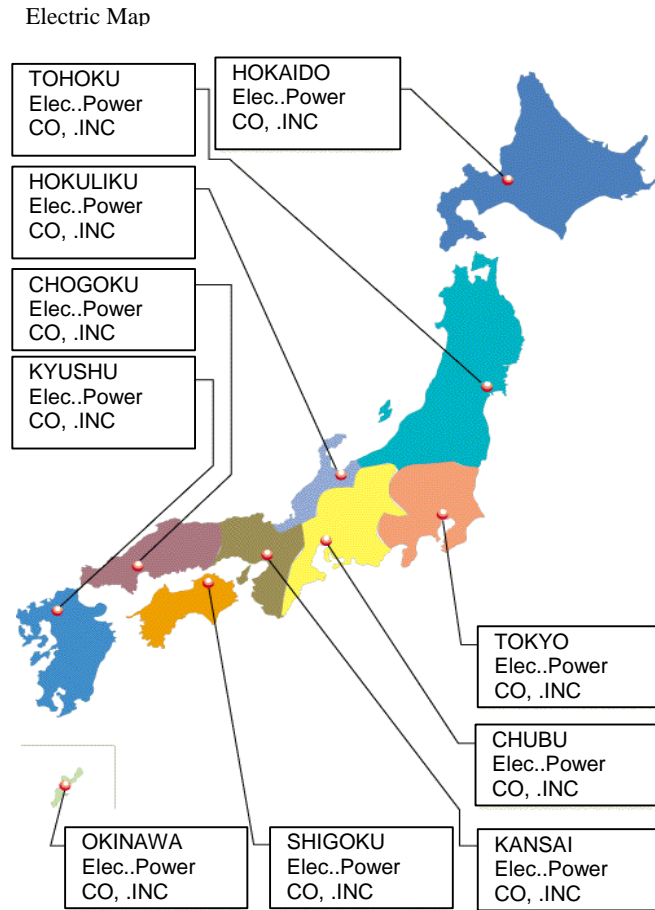 Electric Map
TOHOKU
Elec..Power
CO, .INC
HOKAIDO
Elec..Power
CO, .INC
HOKULIKU
Elec..Power
CO, .INC
CHOGOKU
Elec..Power
CO, .INC
KYUSHU
Elec..Power
CO, .INC
TOKYO
Elec..Power
CO, .INC
CHUBU
Elec..Power
CO, .INC
OKINAWA
Elec..Power
CO, .INC
SHIGOKU
Elec..Power
CO, .INC
KANSAI
Elec..Power
CO, .INC